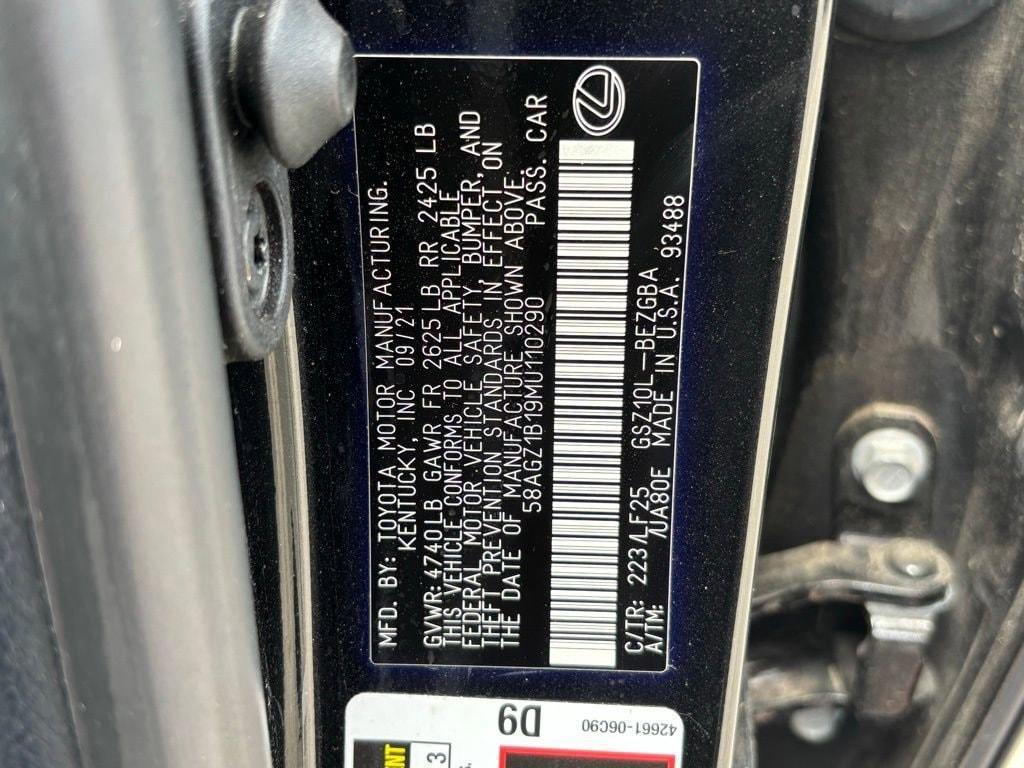 MFD. BY: TOYOTA MOTOR MANUFACTURING.
KENTUCKY, INC 09/21
GVWR: 4740 LB GAWR FR 2625 LB RR 2425 LB
THIS VEHICLE CONFORMS TO ALL APPLICABLE
FEDERAL MOTOR VEHICLE SAFETY, BUMPER, AND
THEFT PREVENTION STANDARDS IN EFFECT ON
THE DATE OF MANUFACTURE SHOWN ABOVE.
58AGZ1B19MU110290 PASS. CAR
C/TR: 223/LF25 GSZ10L-BEZGBA
A/TM: /UA80E MADE IN U.S.A. 93488
D9
42661-06C90
3